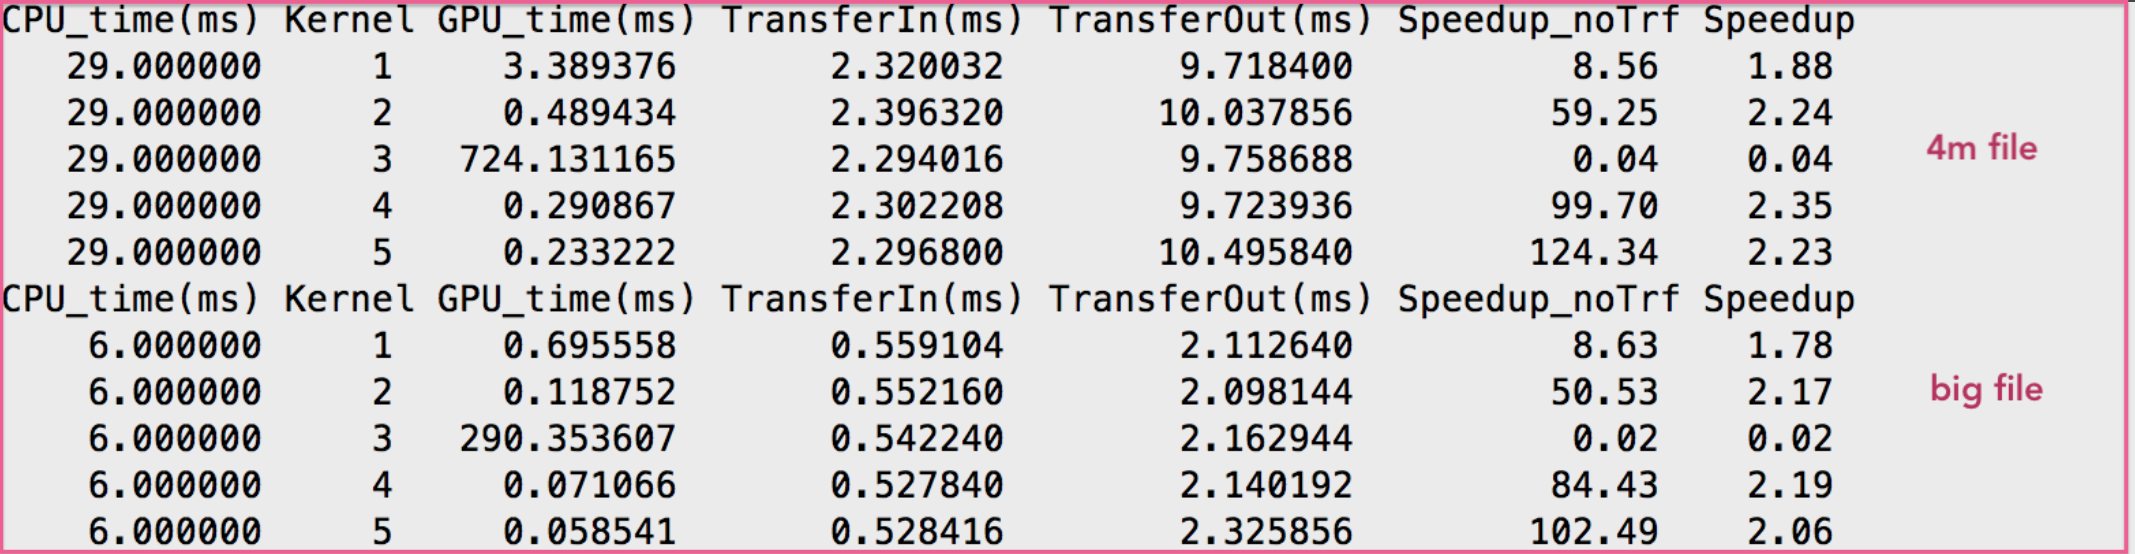 CPU_time(ms) Kernel GPU_time(ms) TransferIn(ms) TransferOut(ms) Speedup_noTrf Speedup
29.000000 1 3.389376 2.320032 9.718400 8.56 1.88
29.000000 2 0.489434 2.396320 10.037856 59.25 2.24
29.000000 3 724.131165 2.294016 9.758688 0.04 0.04
4m file
29.000000 4 0.290867 2.302208 9.723936 99.70 2.35
29.000000 5 0.233222 2.296800 10.495840 124.34 2.23
CPU_time(ms) Kernel GPU_time(ms) TransferIn(ms) TransferOut(ms) Speedup_noTrf Speedup
6.000000 1 0.695558 0.559104 2.112640 8.63 1.78
6.000000 2 0.118752 0.552160 2.098144 50.53 2.17
big file
6.000000 3 290.353607 0.542240 2.162944 0.02 0.02
6.000000 4 0.071066 0.527840 2.140192 84.43 2.19
6.000000 5 0.058541 0.528416 2.325856 102.49 2.06